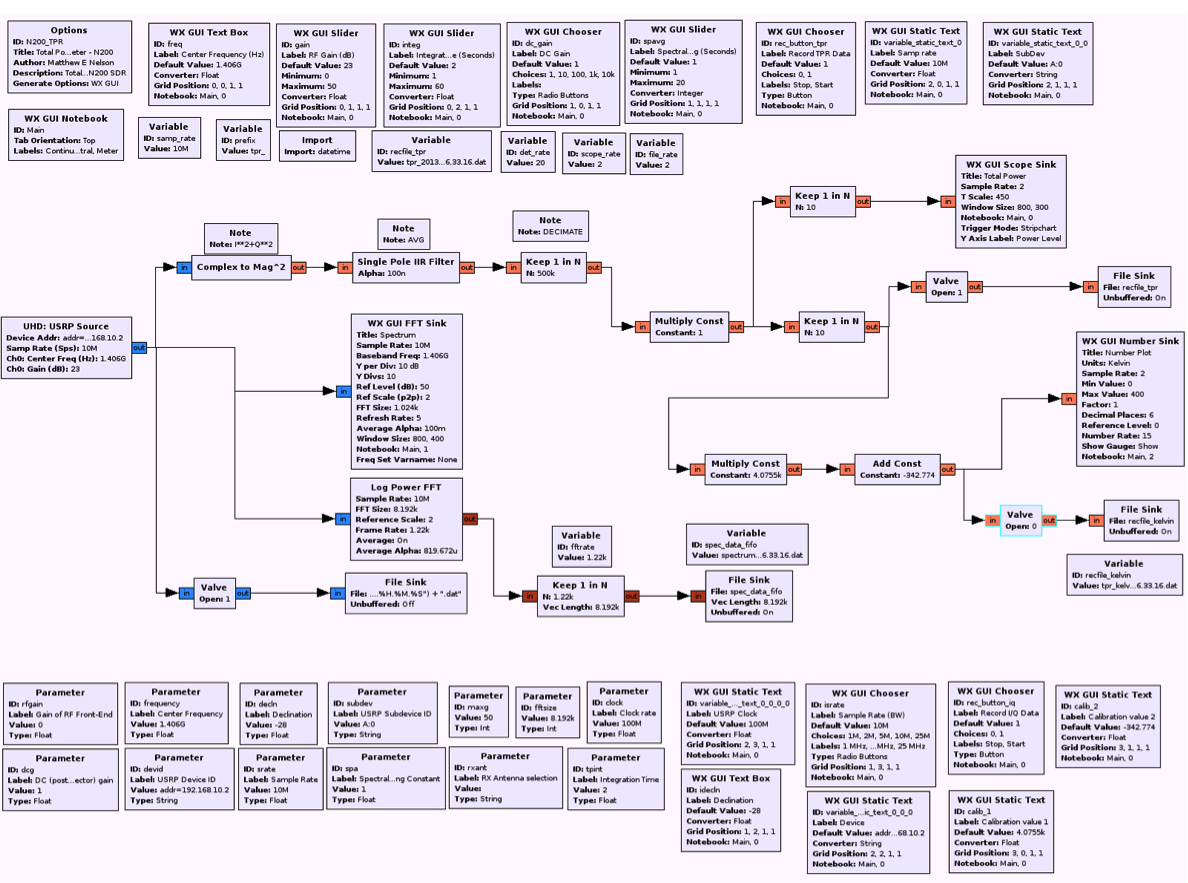 Options
ID: N200_TPR
Title: Total Po...eter - N200
Author: Matthew E Nelson
Description: Total...N200 SDR
Generate Options: WX GUI
WX GUI Text Box
ID: freq
Label: Center Frequency (Hz)
Default Value: 1.406G
Converter: Float
Grid Position: 0, 0, 1, 1
Notebook: Main, 0
WX GUI Slider
ID: gain
Label: RF Gain (dB)
Default Value: 23
Minimum: 0
Maximum: 50
Converter: Float
Grid Position: 0, 1, 1, 1
Notebook: Main, 0
WX GUI Slider
ID: integ
Label: Integrat...e (Seconds)
Default Value: 2
Minimum: 1
Maximum: 60
Converter: Float
Grid Position: 0, 2, 1, 1
Notebook: Main, 0
WX GUI Chooser
ID: dc_gain
Label: DC Gain
Default Value: 1
Choices: 1, 10, 100, 1k, 10k
Labels:
Type: Radio Buttons
Grid Position: 1, 0, 1, 1
Notebook: Main, 0
WX GUI Slider
ID: spavg
Label: Spectral...g (Seconds)
Default Value: 1
Minimum: 1
Maximum: 20
Converter: Integer
Grid Position: 1, 1, 1, 1
Notebook: Main, 0
WX GUI Chooser
ID: rec_button_tpr
Label: Record TPR Data
Default Value: 1
Choices: 0, 1
Labels: Stop, Start
Type: Button
Notebook: Main, 0
WX GUI Static Text
ID: variable_static_text_0
Label: Samp rate
Default Value: 10M
Converter: Float
Grid Position: 2, 0, 1, 1
Notebook: Main, 0
WX GUI Static Text
ID: variable_static_text_0_0
Label: SubDev
Default Value: A:0
Converter: String
Grid Position: 2, 1, 1, 1
Notebook: Main, 0
WX GUI Notebook
ID: Main
Tab Orientation: Top
Labels: Continu...tral, Meter
Variable
ID: samp_rate
Value: 10M
Variable
ID: prefix
Value: tpr_
Import
Import: datetime
Variable
ID: recfile_tpr
Value: tpr_2013...6.33.16.dat
Variable
ID: det_rate
Value: 20
Variable
ID: scope_rate
Value: 2
Variable
ID: file_rate
Value: 2
WX GUI Scope Sink
Title: Total Power
Sample Rate: 2
T Scale: 450
Window Size: 800, 300
Notebook: Main, 0
Trigger Mode: Stripchart
Y Axis Label: Power Level
in
in Keep 1 in N out
N: 10
Note
Note: I**2+Q**2
Note
Note: AVG
Note
Note: DECIMATE
in Complex to Mag^2 out
in Single Pole IIR Filter out
Alpha: 100n
in Keep 1 in N out
N: 500k
in Valve out
Open: 1
in File Sink
File: recfile_tpr
Unbuffered: On
UHD: USRP Source
Device Addr: addr=...168.10.2
Samp Rate (Sps): 10M
Ch0: Center Freq (Hz): 1.406G
Ch0: Gain (dB): 23
out
in Multiply Const out
Constant: 1
in Keep 1 in N out
N: 10
WX GUI FFT Sink
Title: Spectrum
Sample Rate: 10M
Baseband Freq: 1.406G
Y per Div: 10 dB
Y Divs: 10
Ref Level (dB): 50
Ref Scale (p2p): 2
FFT Size: 1.024k
Refresh Rate: 5
Average Alpha: 100m
Window Size: 800, 400
Notebook: Main, 1
Freq Set Varname: None
in
WX GUI Number Sink
Title: Number Plot
Units: Kelvin
Sample Rate: 2
Min Value: 0
Max Value: 400
Factor: 1
Decimal Places: 6
Reference Level: 0
Number Rate: 15
Show Gauge: Show
Notebook: Main, 2
in
in Multiply Const out
Constant: 4.0755k
in Add Const out
Constant: -342.774
Log Power FFT
Sample Rate: 10M
FFT Size: 8.192k
Reference Scale: 2
Frame Rate: 1.22k
Average: On
Average Alpha: 819.672u
in
out
in Valve out
Open: 0
in File Sink
File: recfile_kelvin
Unbuffered: On
Variable
ID: fftrate
Value: 1.22k
Variable
ID: spec_data_fifo
Value: spectrum...6.33.16.dat
Variable
ID: recfile_kelvin
Value: tpr_kelv...6.33.16.dat
in Valve out
Open: 1
in File Sink
File: ....%H.%M.%S") + ".dat"
Unbuffered: Off
in Keep 1 in N out
N: 1.22k
Vec Length: 8.192k
in File Sink
File: spec_data_fifo
Vec Length: 8.192k
Unbuffered: On
Parameter
ID: rfgain
Label: Gain of RF Front-End
Value: 0
Type: Float
Parameter
ID: frequency
Label: Center Frequency
Value: 1.406G
Type: Float
Parameter
ID: decln
Label: Declination
Value: -28
Type: Float
Parameter
ID: subdev
Label: USRP Subdevice ID
Value: A:0
Type: String
Parameter
ID: maxg
Value: 50
Type: Int
Parameter
ID: fftsize
Value: 8.192k
Type: Int
Parameter
ID: clock
Label: Clock rate
Value: 100M
Type: Float
WX GUI Static Text
ID: variable_..._text_0_0_0_0
Label: USRP Clock
Default Value: 100M
Converter: Float
Grid Position: 2, 3, 1, 1
Notebook: Main, 0
WX GUI Chooser
ID: israte
Label: Sample Rate (BW)
Default Value: 10M
Choices: 1M, 2M, 5M, 10M, 25M
Labels: 1 MHz, ...MHz, 25 MHz
Type: Radio Buttons
Grid Position: 1, 3, 1, 1
Notebook: Main, 0
WX GUI Chooser
ID: rec_button_iq
Label: Record I/Q Data
Default Value: 1
Choices: 0, 1
Labels: Stop, Start
Type: Button
Notebook: Main, 0
WX GUI Static Text
ID: calib_2
Label: Calibration value 2
Default Value: -342.774
Converter: Float
Grid Position: 3, 1, 1, 1
Notebook: Main, 0
Parameter
ID: dcg
Label: DC (post...ector) gain
Value: 1
Type: Float
Parameter
ID: devid
Label: USRP Device ID
Value: addr=192.168.10.2
Type: String
Parameter
ID: srate
Label: Sample Rate
Value: 10M
Type: Float
Parameter
ID: spa
Label: Spectral...ng Constant
Value: 1
Type: Float
Parameter
ID: rxant
Label: RX Antenna selection
Value:
Type: String
Parameter
ID: tpint
Label: Integration Time
Value: 2
Type: Float
WX GUI Text Box
ID: idecln
Label: Declination
Default Value: -28
Converter: Float
Grid Position: 1, 2, 1, 1
Notebook: Main, 0
WX GUI Static Text
ID: variable_...ic_text_0_0_0
Label: Device
Default Value: addr...68.10.2
Converter: String
Grid Position: 2, 2, 1, 1
Notebook: Main, 0
WX GUI Static Text
ID: calib_1
Label: Calibration value 1
Default Value: 4.0755k
Converter: Float
Grid Position: 3, 0, 1, 1
Notebook: Main, 0